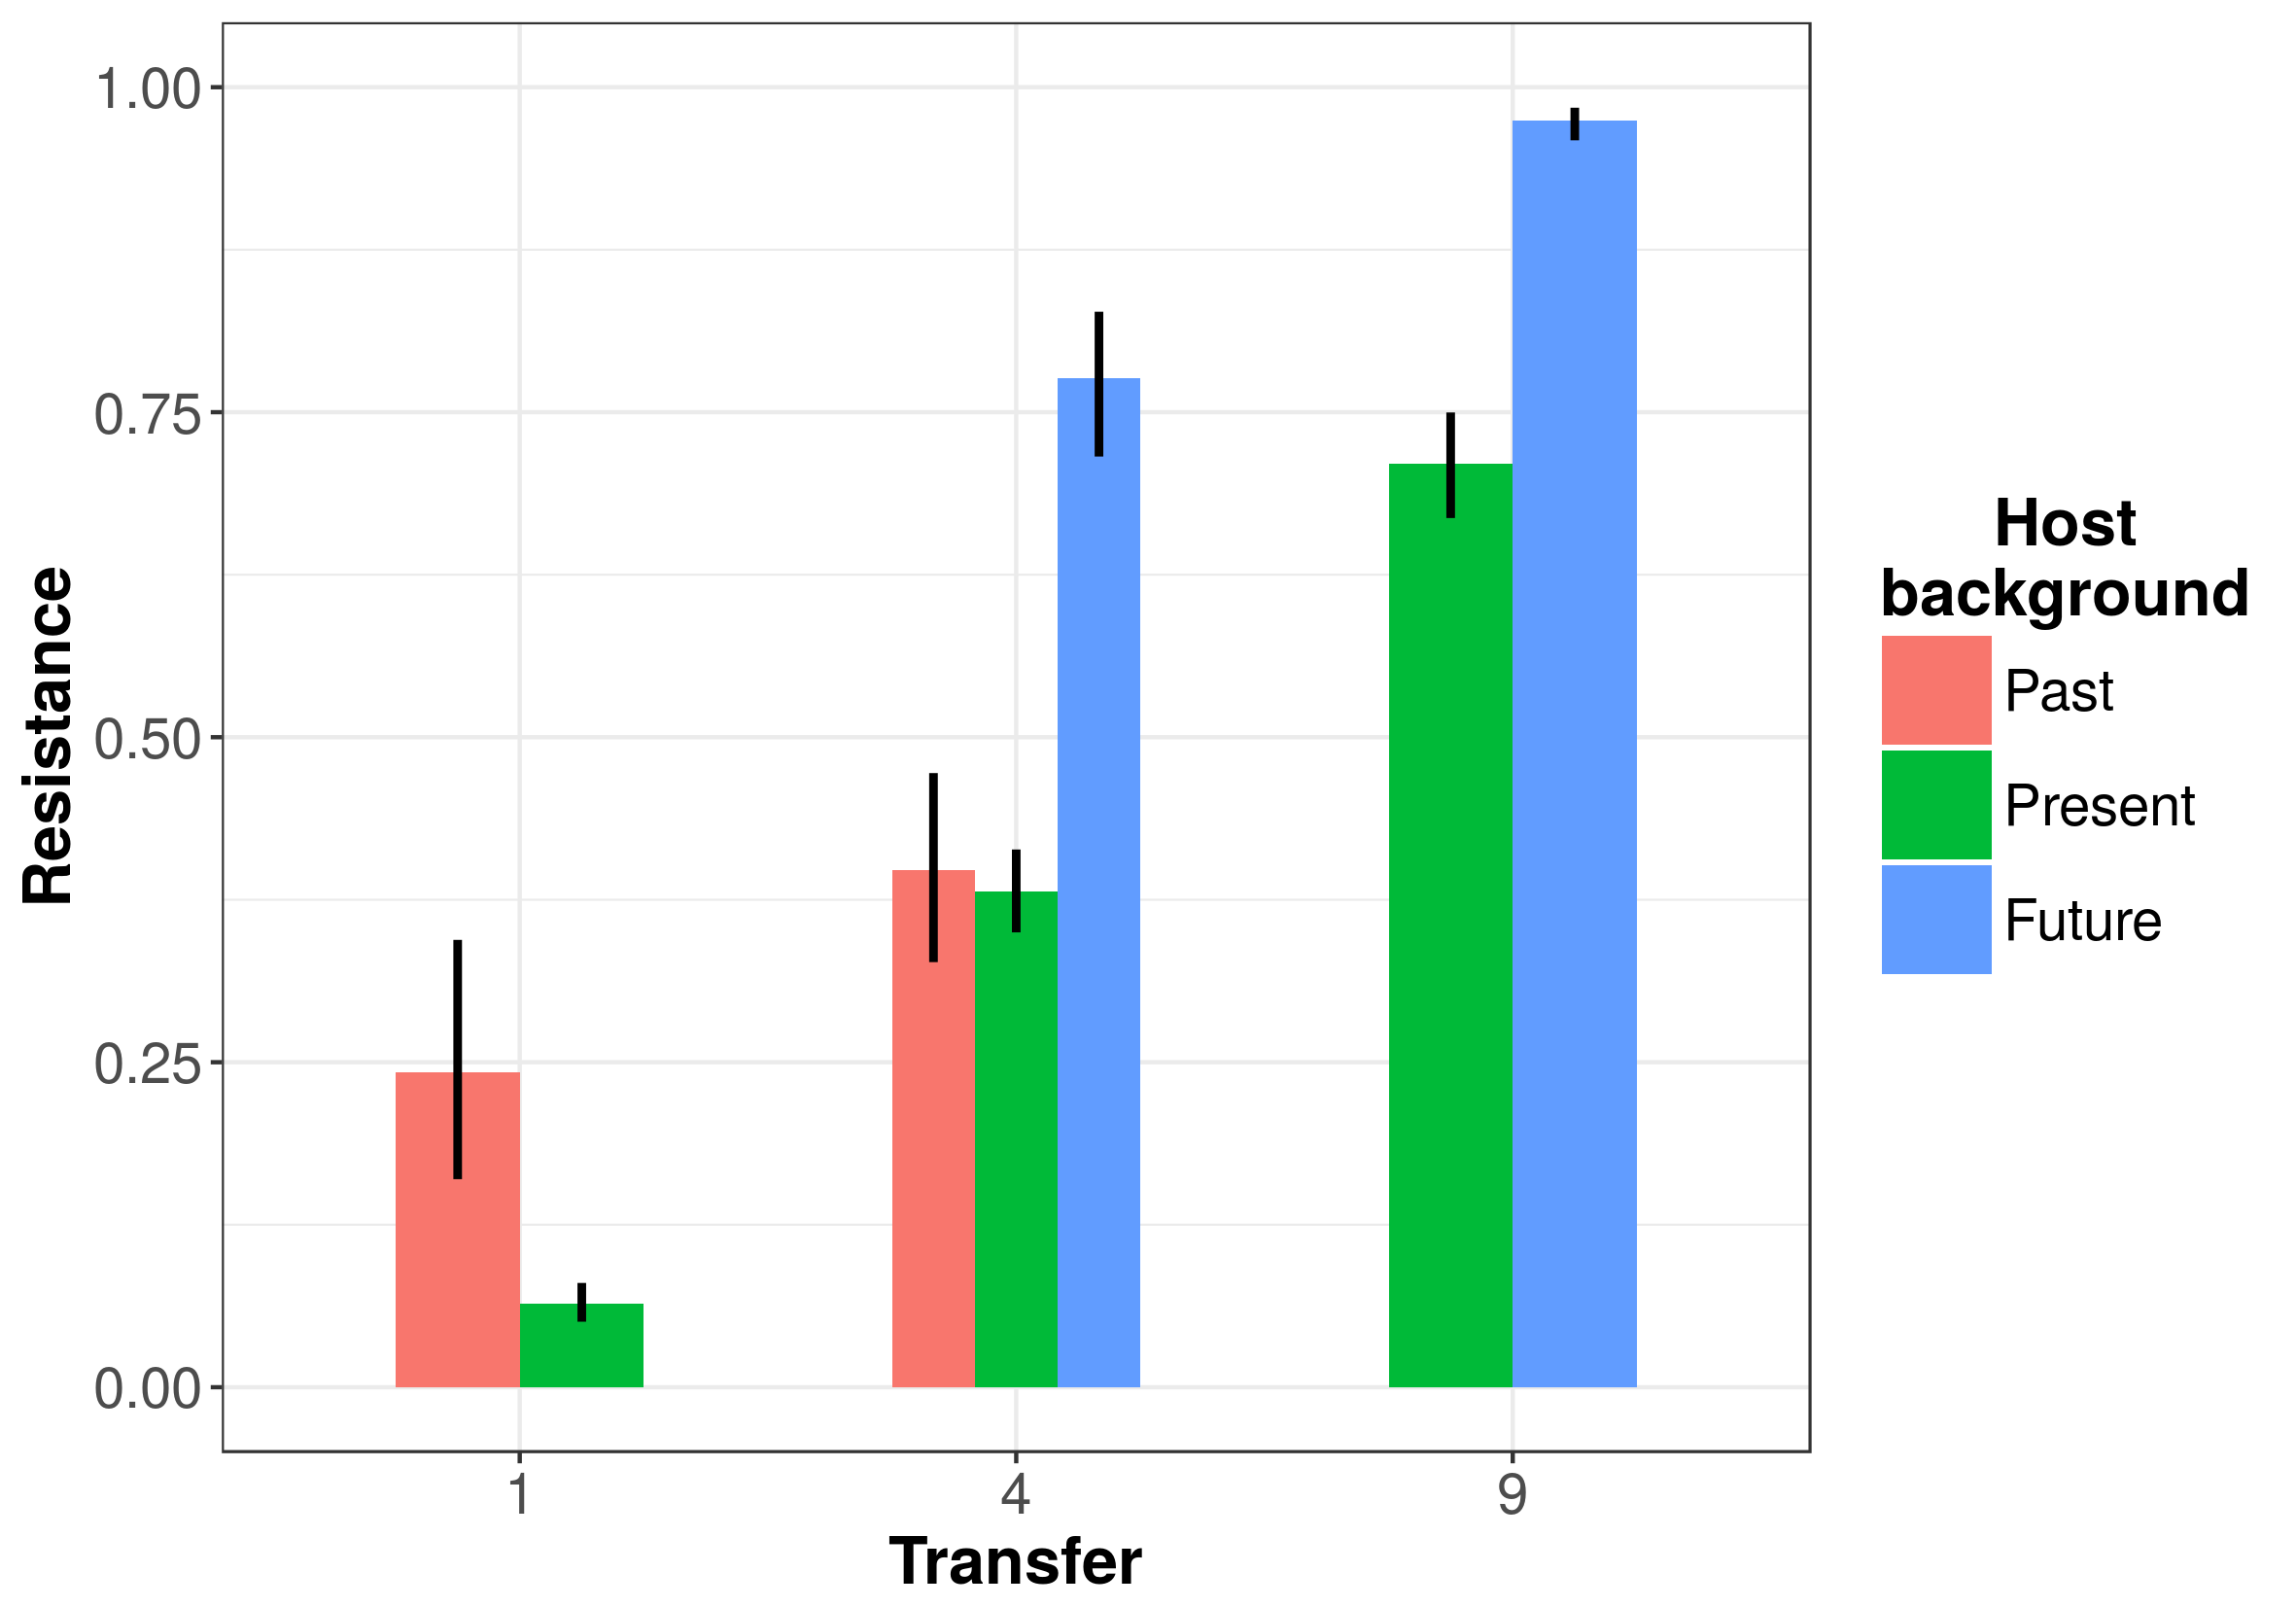 1.00
0.75
0.50
0.25
0.00
Resistance
1
4
9
Transfer
Host
background
Past
Present
Future